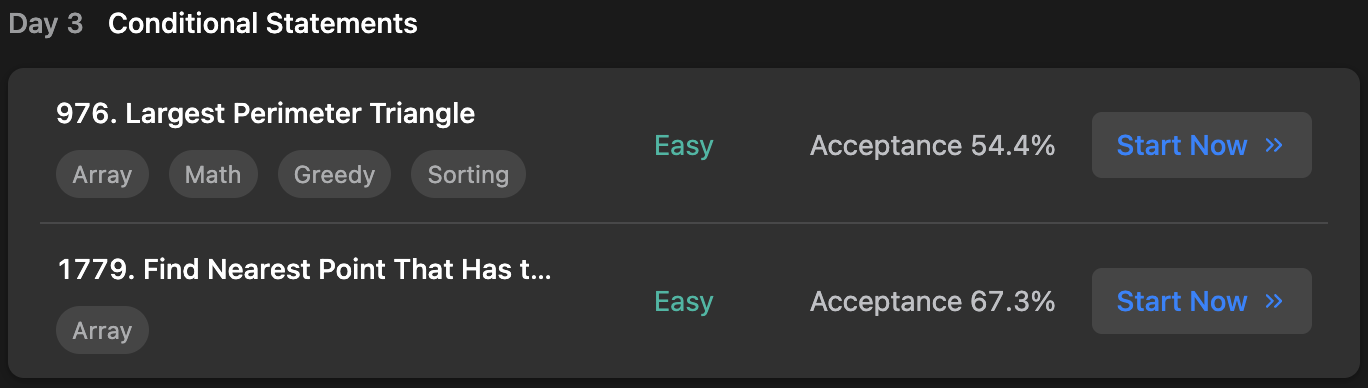 Day 3 Conditional Statements
976. Largest Perimeter Triangle
Easy Acceptance 54.4% Start Now »
Array Math Greedy Sorting
1779. Find Nearest Point That Has t...
Easy Acceptance 67.3% Start Now »
Array